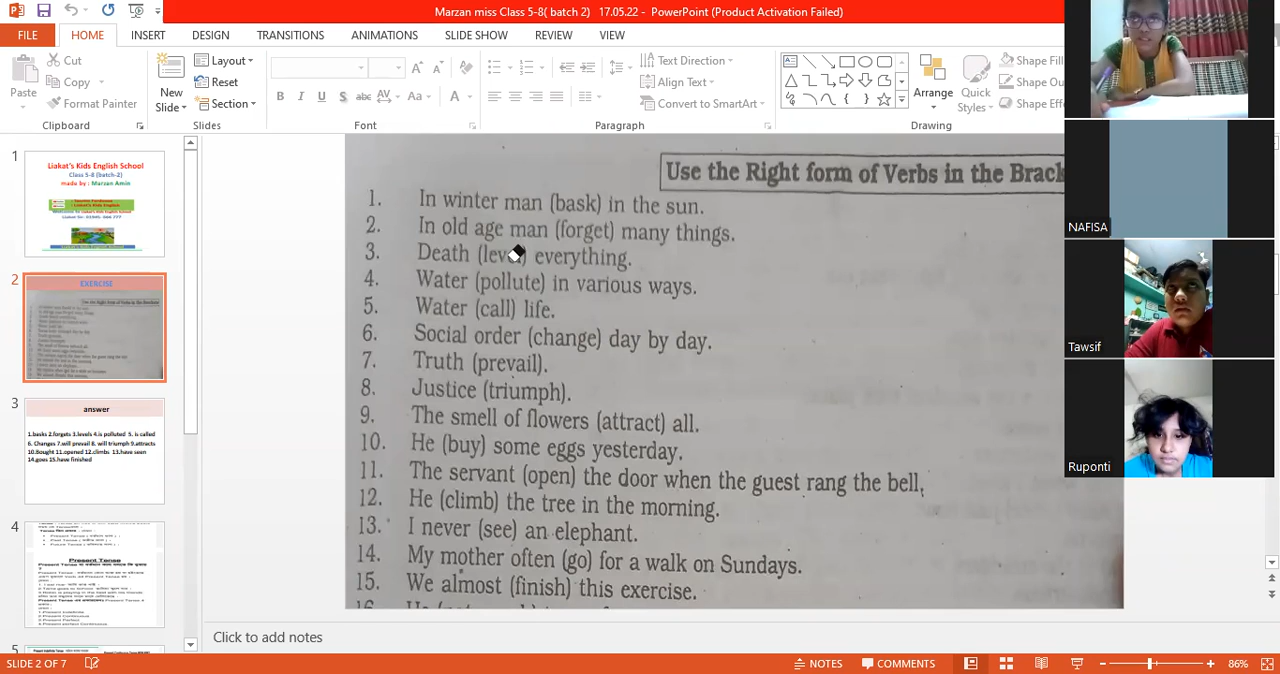 Marzan miss Class 5-8( batch 2) 17.05.22 - PowerPoint (Product Activation Failed)
FILE HOME INSERT DESIGN TRANSITIONS ANIMATIONS SLIDE SHOW REVIEW VIEW
Paste Cut Copy Format Painter
Clipboard
New Slide Layout Reset Section
Slides
B I U S abc AV Aa A
Font
Text Direction
Align Text
Convert to SmartArt
Paragraph
Arrange Quick Styles
Drawing
1
Liakat's Kids English School
Class 5-8 (batch-2)
made by : Marzan Amin
2
EXERCISE
3
answer
1.basks 2.forgets 3.levels 4.is polluted 5. is called
6. Changes 7.will prevail 8. will triumph 9.attracts
10.Bought 11.opened 12.climbs 13.have seen
14.goes 15.have finished
4
Present Tense
5
Use the Right form of Verbs in the Brack
1. In winter man (bask) in the sun.
2. In old age man (forget) many things.
3. Death (level) everything.
4. Water (pollute) in various ways.
5. Water (call) life.
6. Social order (change) day by day.
7. Truth (prevail).
8. Justice (triumph).
9. The smell of flowers (attract) all.
10. He (buy) some eggs yesterday.
11. The servant (open) the door when the guest rang the bell,
12. He (climb) the tree in the morning.
13. I never (see) an elephant.
14. My mother often (go) for a walk on Sundays.
15. We almost (finish) this exercise.
NAFISA
Tawsif
Ruponti
Click to add notes
SLIDE 2 OF 7
NOTES COMMENTS 86%